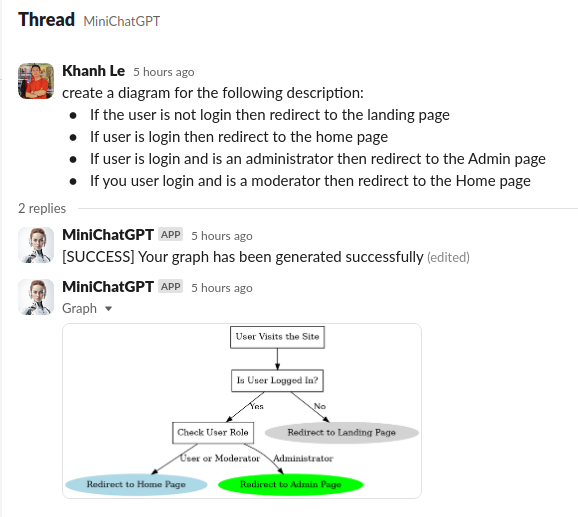 Thread MiniChatGPT
Khanh Le 5 hours ago
create a diagram for the following description:
● If the user is not login then redirect to the landing page
● If user is login then redirect to the home page
● If user is login and is an administrator then redirect to the Admin page
● If you user login and is a moderator then redirect to the Home page
2 replies
MiniChatGPT APP 5 hours ago
[SUCCESS] Your graph has been generated successfully (edited)
MiniChatGPT APP 5 hours ago
Graph
User Visits the Site
Is User Logged In?
Yes No
Check User Role Redirect to Landing Page
User or Moderator Administrator
Redirect to Home Page Redirect to Admin Page